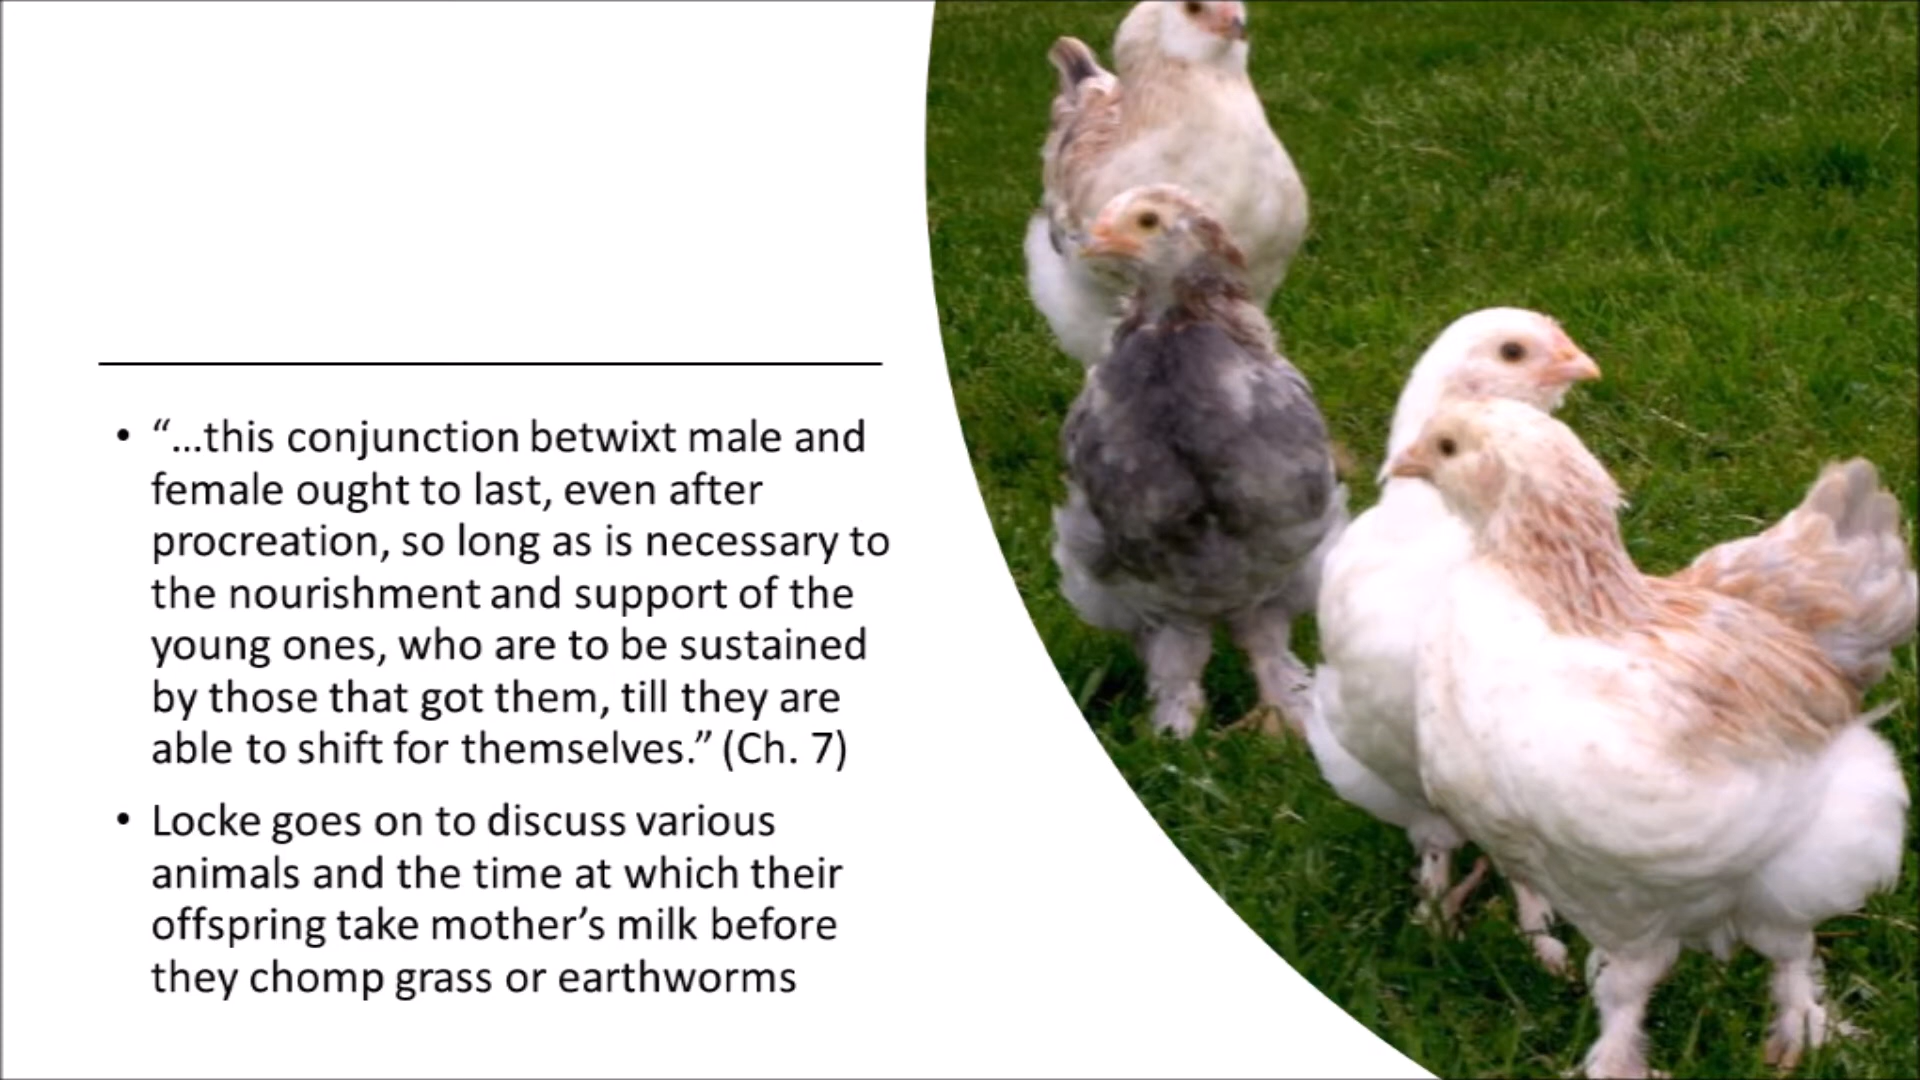 • “...this conjunction betwixt male and
female ought to last, even after
procreation, so long as is necessary to
the nourishment and support of the
young ones, who are to be sustained
by those that got them, till they are
able to shift for themselves.” (Ch. 7)
• Locke goes on to discuss various
animals and the time at which their
offspring take mother’s milk before
they chomp grass or earthworms